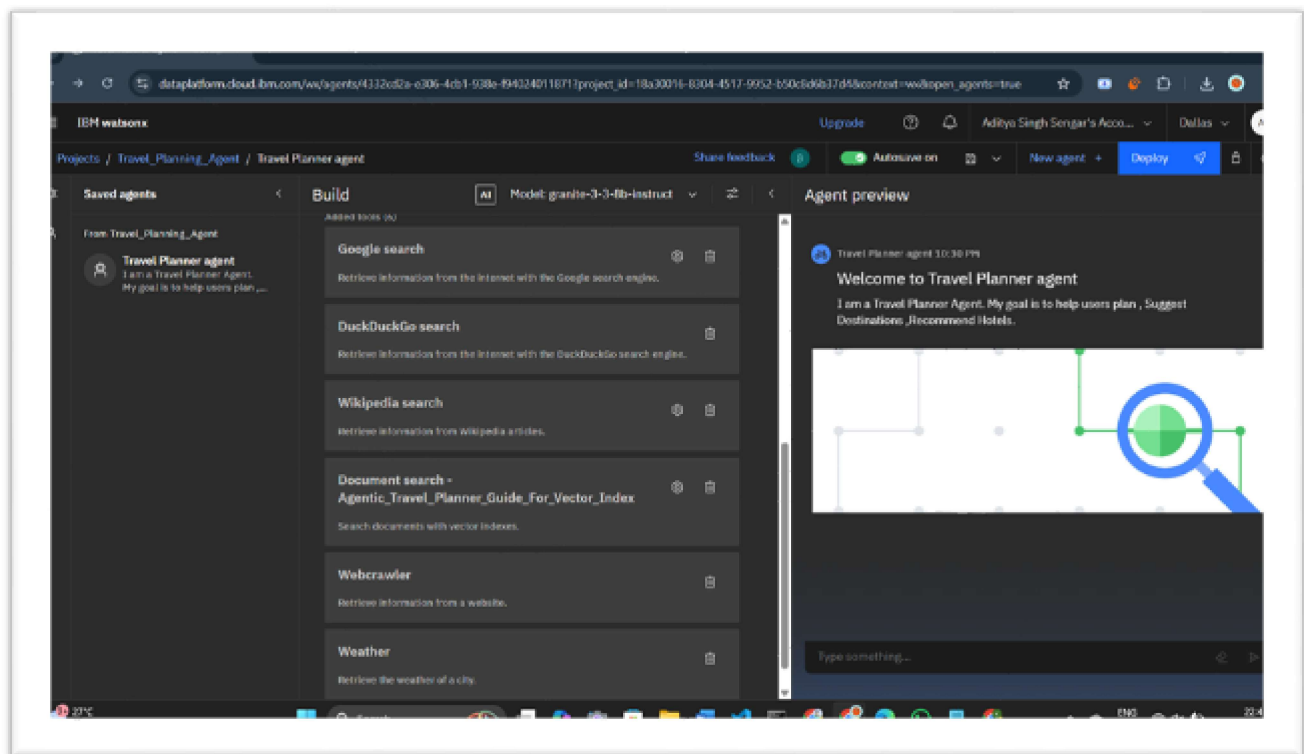 dataplatform.cloud.ibm.com/wx/agents/4332cd2a-e306-4cb1-938e-f94024011871?project_id=18a30016-8304-4517-9952-b50c8d6b37d4&context=wx&open_agents=true
IBM watsonx
Upgrade
Aditya Singh Sengar's Acco...
Dallas
Projects / Travel_Planning_Agent / Travel Planner agent
Share feedback
Autosave on
New agent +
Deploy
Saved agents
Build
AI
Model: granite-3-3-8b-instruct
Agent preview
From Travel_Planning_Agent
Travel Planner agent
I am a Travel Planner Agent.
My goal is to help users plan ,...
Added tools (6)
Google search
Retrieve information from the internet with the Google search engine.
DuckDuckGo search
Retrieve information from the internet with the DuckDuckGo search engine.
Wikipedia search
Retrieve information from Wikipedia articles.
Document search -
Agentic_Travel_Planner_Guide_For_Vector_Index
Search documents with vector indexes.
Webcrawler
Retrieve information from a website.
Weather
Retrieve the weather of a city.
Travel Planner agent 10:30 PM
Welcome to Travel Planner agent
I am a Travel Planner Agent. My goal is to help users plan , Suggest
Destinations ,Recommend Hotels.
Type something...
27°C
Search
ENG